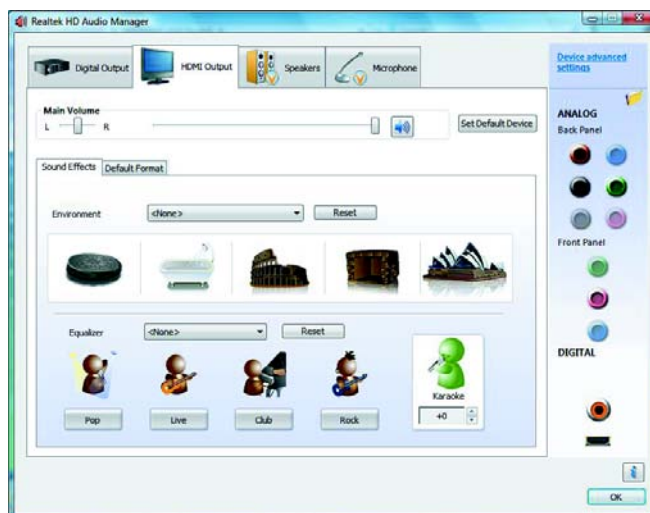 Realtek HD Audio Manager
Digital Output
HDMI Output
Speakers
Microphone
Device advanced
settings
Main Volume
L
R
Set Default Device
ANALOG
Back Panel
Sound Effects
Default Format
Environment
<None>
Reset
Front Panel
Equalizer
<None>
Reset
DIGITAL
Karaoke
Pop
Live
Club
Rock
+0
OK